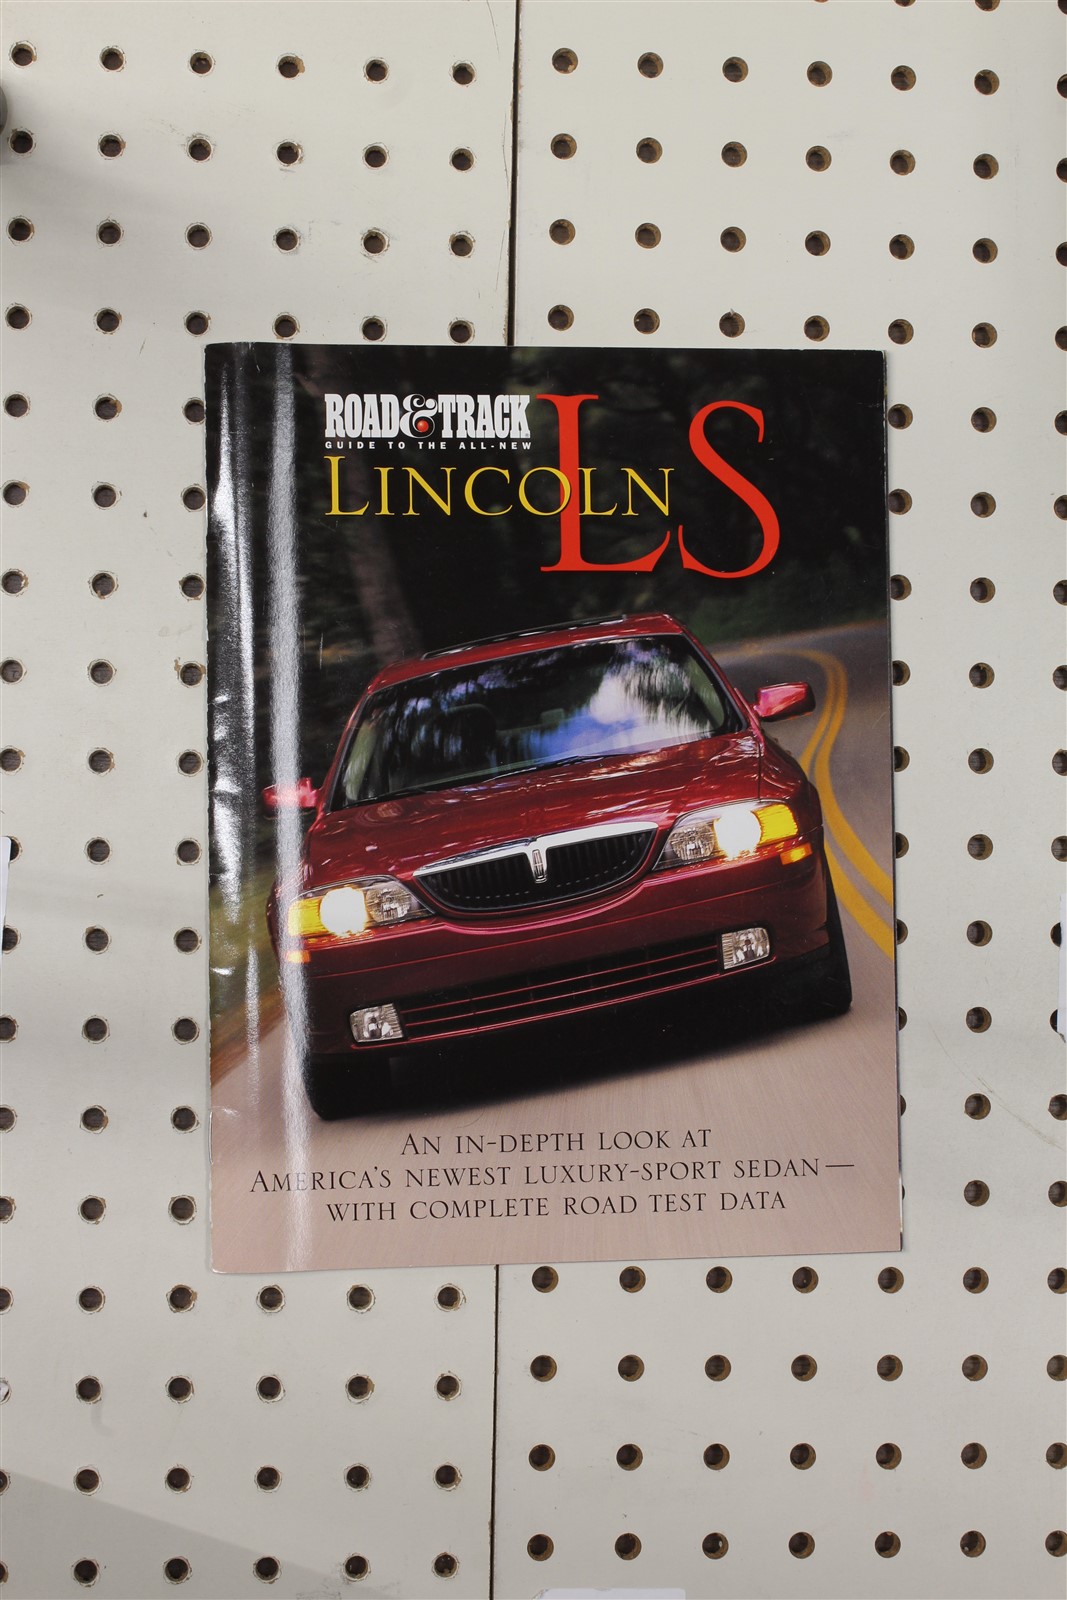 ROAD & TRACK
GUIDE TO THE ALL-NEW
LINCOLN LS
AN IN-DEPTH LOOK AT
AMERICA'S NEWEST LUXURY-SPORT SEDAN—
WITH COMPLETE ROAD TEST DATA